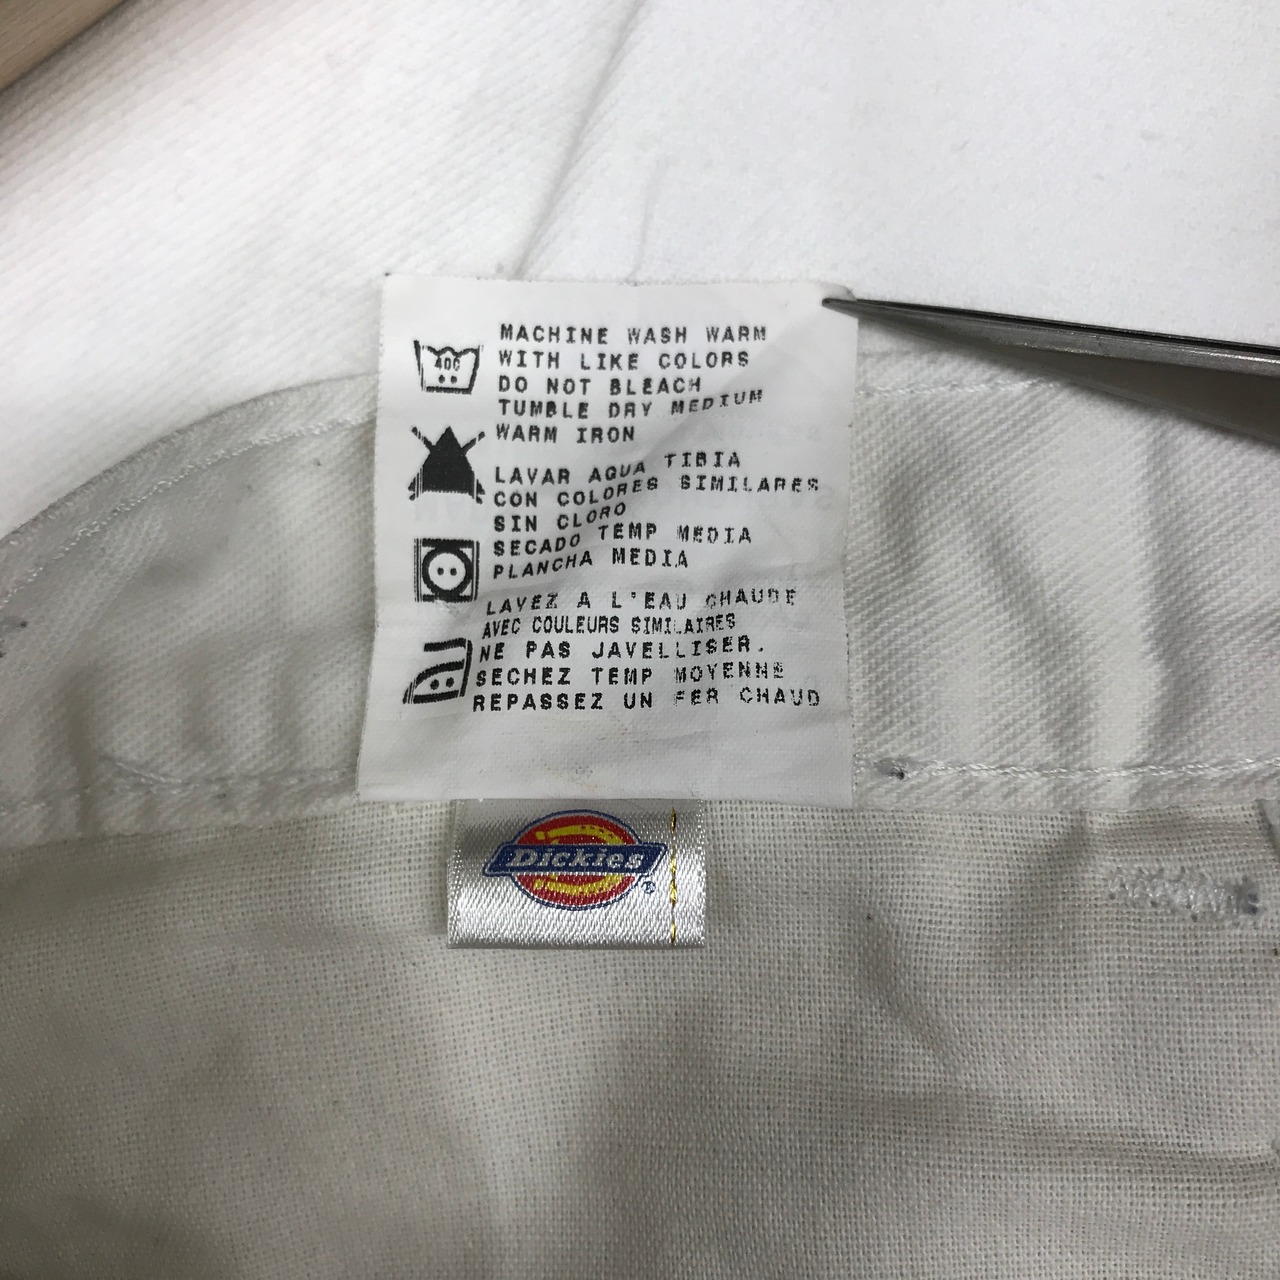 MACHINE WASH WARM
WITH LIKE COLORS
DO NOT BLEACH
TUMBLE DRY MEDIUM
WARM IRON
LAVAR AGUA TIBIA
CON COLORES SIMILARES
SIN CLORO
SECADO TEMP MEDIA
PLANCHA MEDIA
LAVEZ A L'EAU CHAUDE
AVEC COULEURS SIMILAIRES
NE PAS JAVELLISER.
SECHEZ TEMP MOYENNE
REPASSEZ UN FER CHAUD
40C
Dickies®